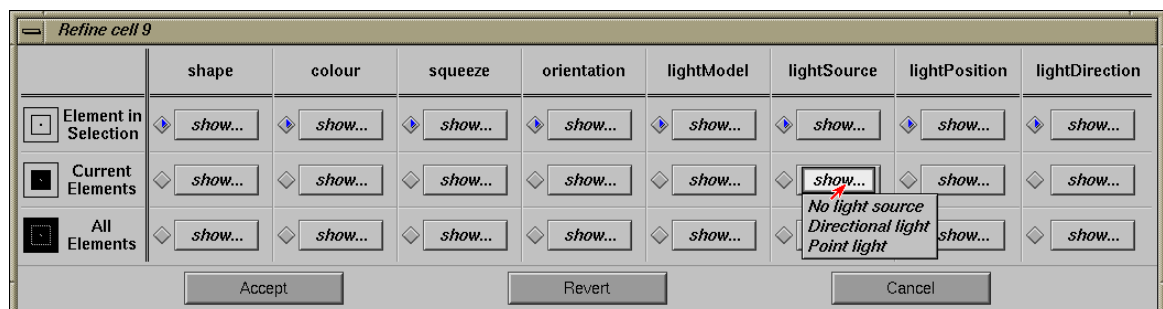 Refine cell 9
shape colour squeeze orientation lightModel lightSource lightPosition lightDirection
Element in
Selection
show... show... show... show... show... show... show... show...
Current
Elements
show... show... show... show... show... show... show... show...
No light source
Directional light
Point light
All
Elements
show... show... show... show... show... show... show...
Accept Revert Cancel